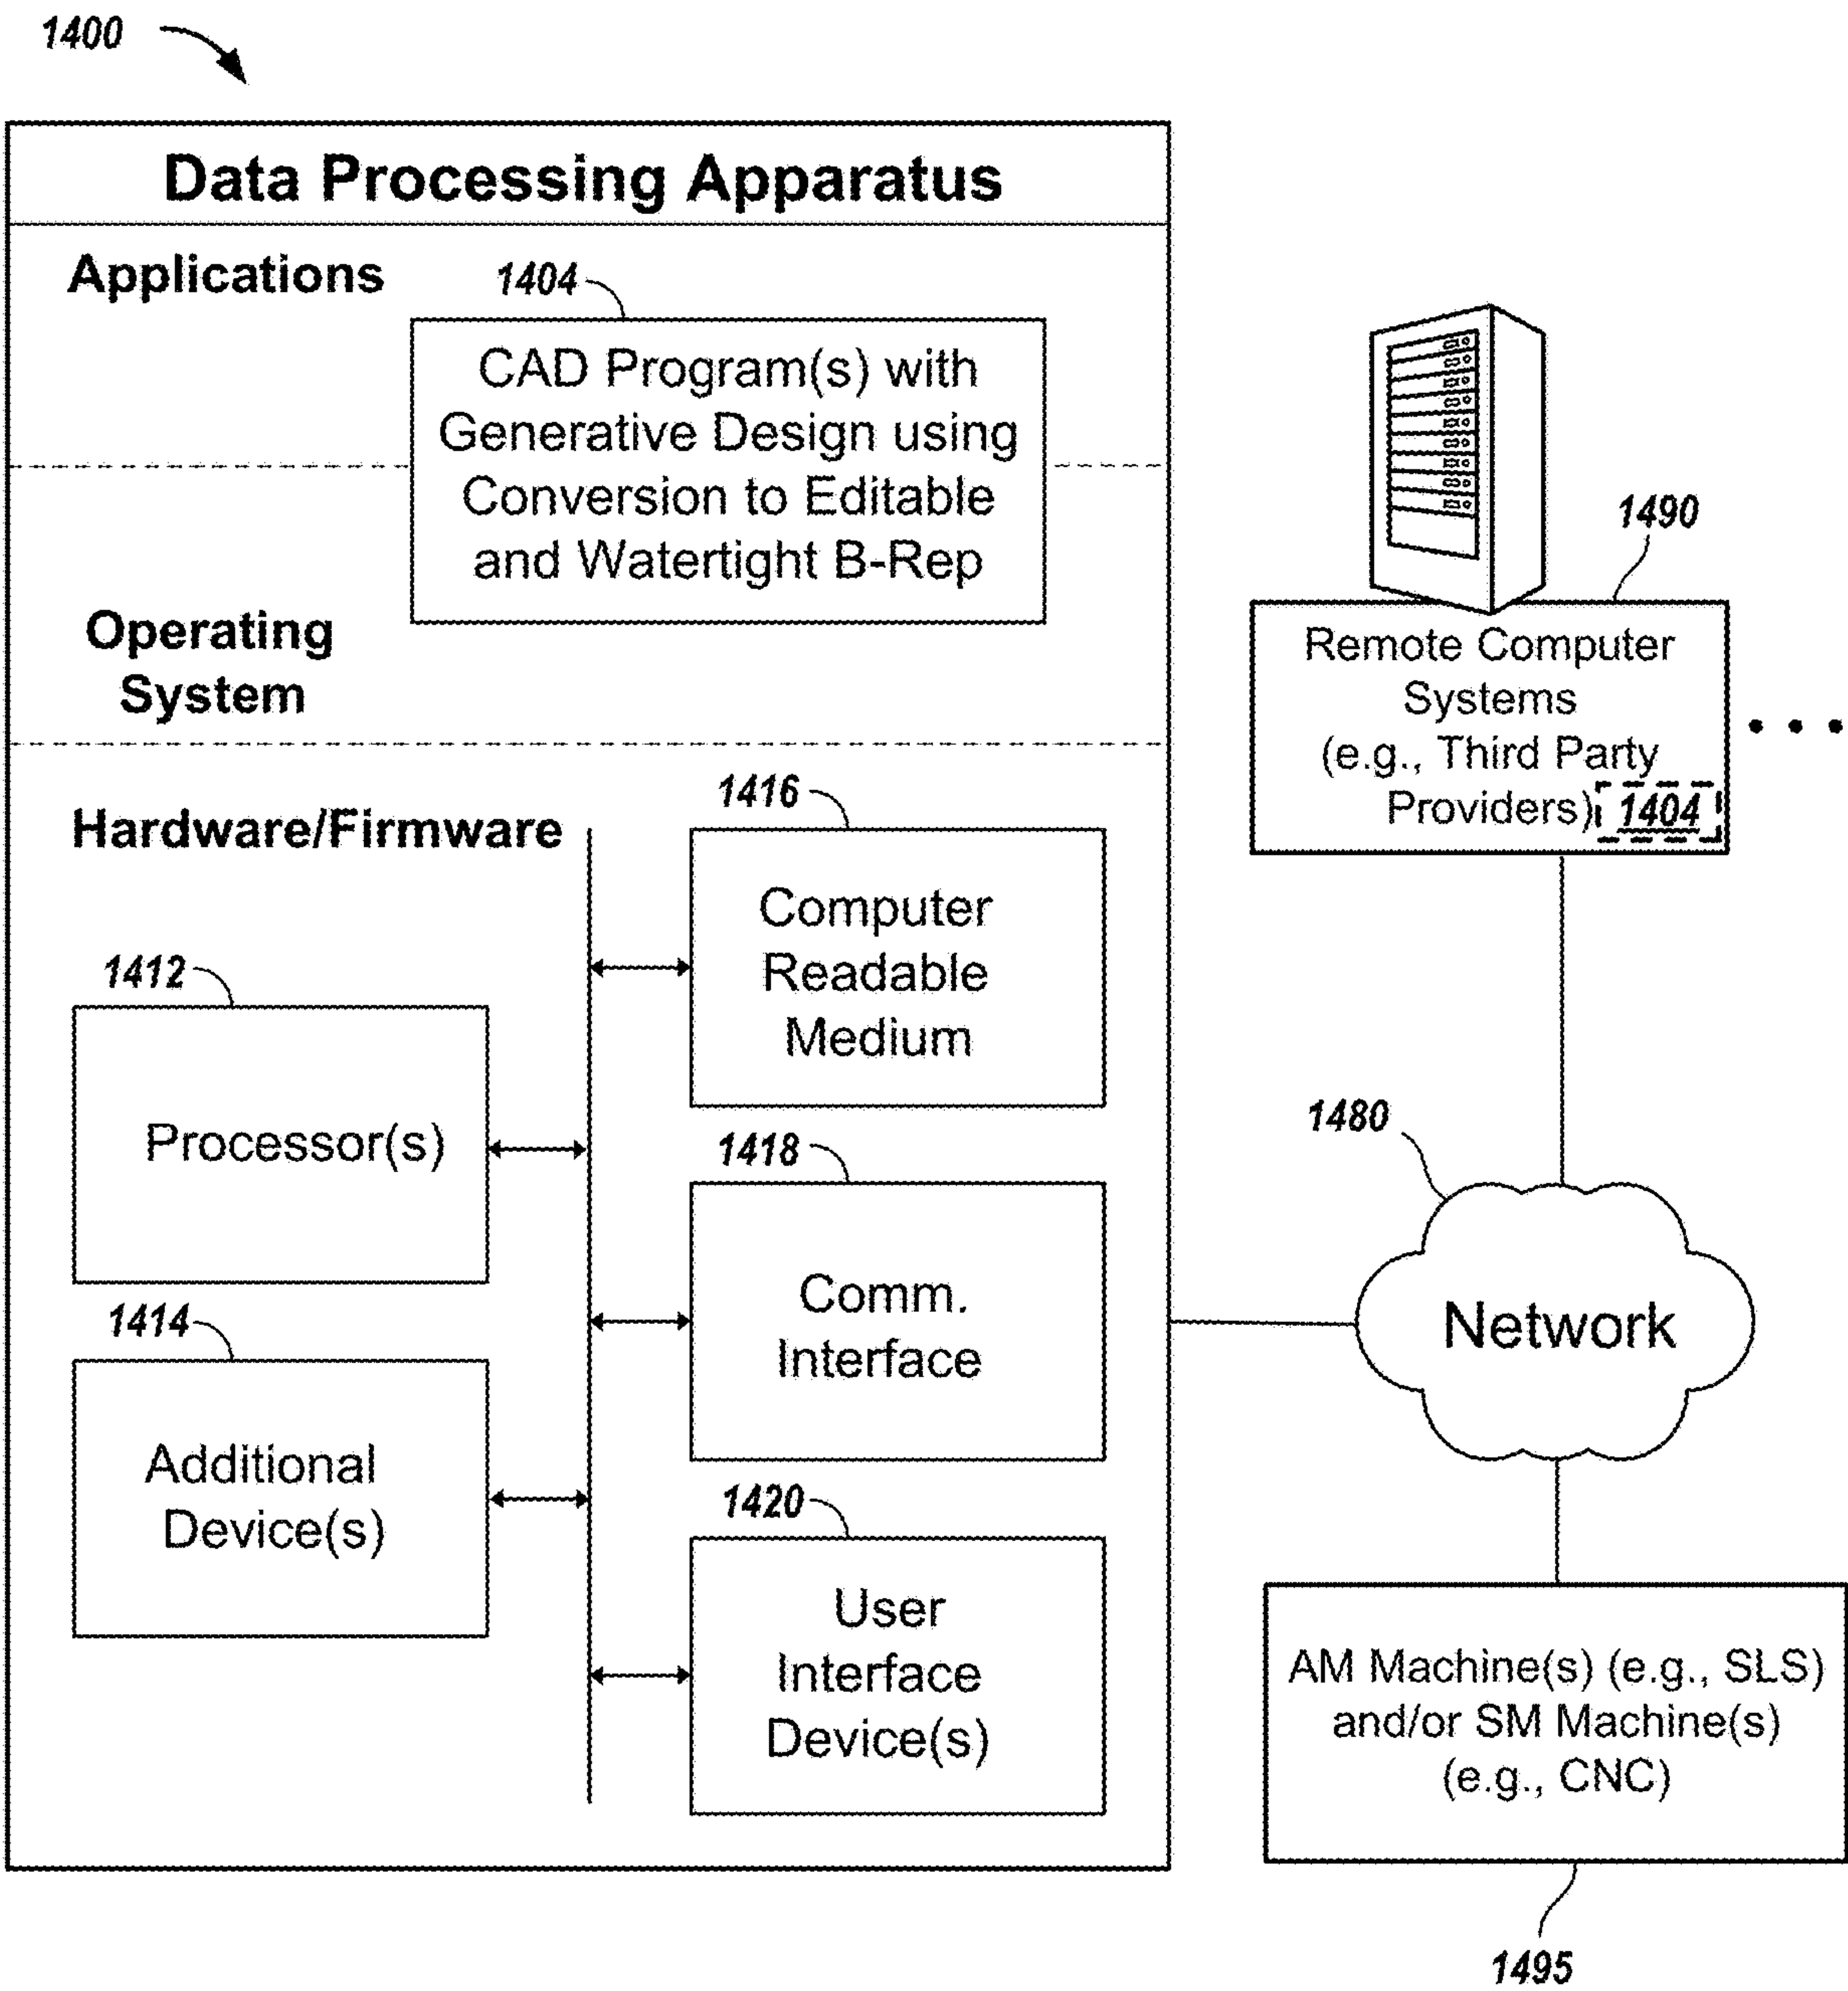 1400
Data Processing Apparatus
Applications
1404
CAD Program(s) with
Generative Design using
Conversion to Editable
and Watertight B-Rep
Operating
System
Hardware/Firmware
1412
Processor(s)
1414
Additional
Device(s)
1416
Computer
Readable
Medium
1418
Comm.
Interface
1420
User
Interface
Device(s)
1490
Remote Computer
Systems
(e.g., Third Party
Providers) 1404
1480
Network
AM Machine(s) (e.g., SLS)
and/or SM Machine(s)
(e.g., CNC)
1495